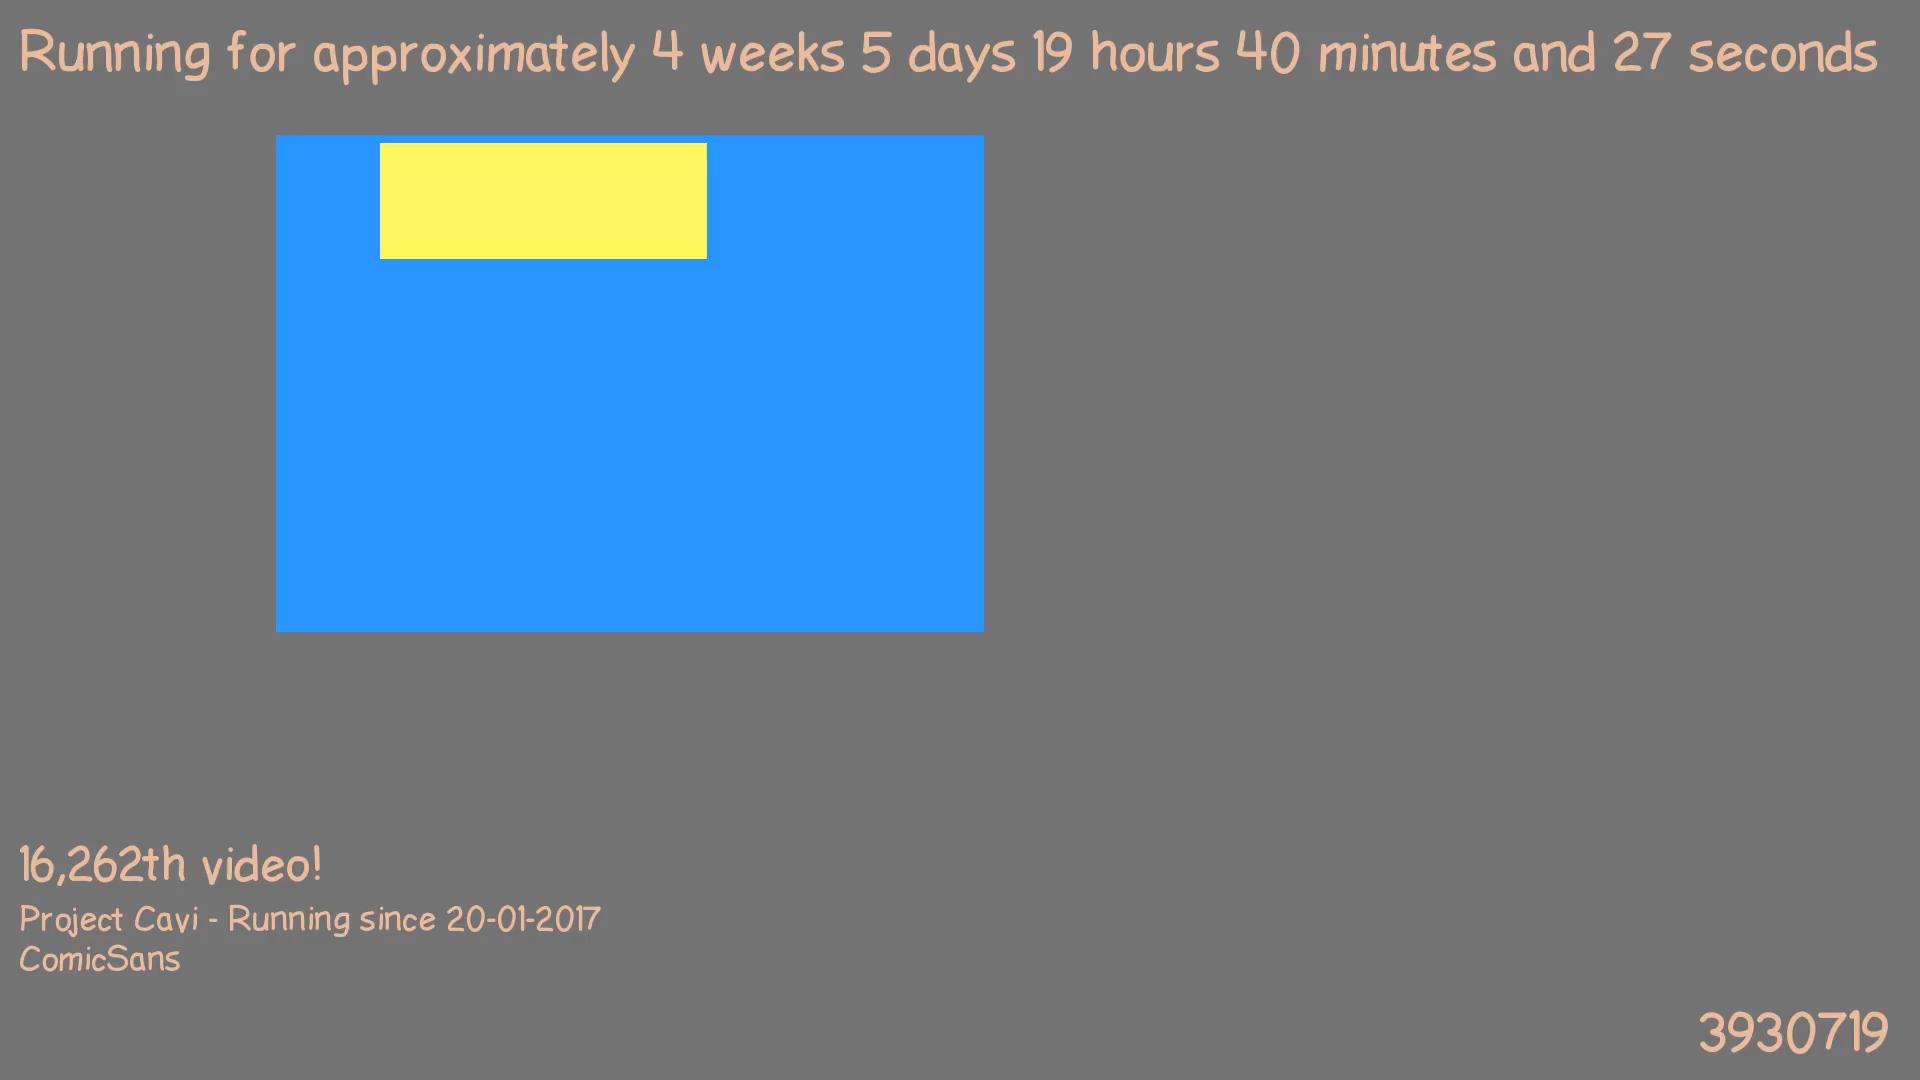 Running for approximately 4 weeks 5 days 19 hours 40 minutes and 27 seconds
16,262th video!
Project Cavi - Running since 20-01-2017
ComicSans
3930719